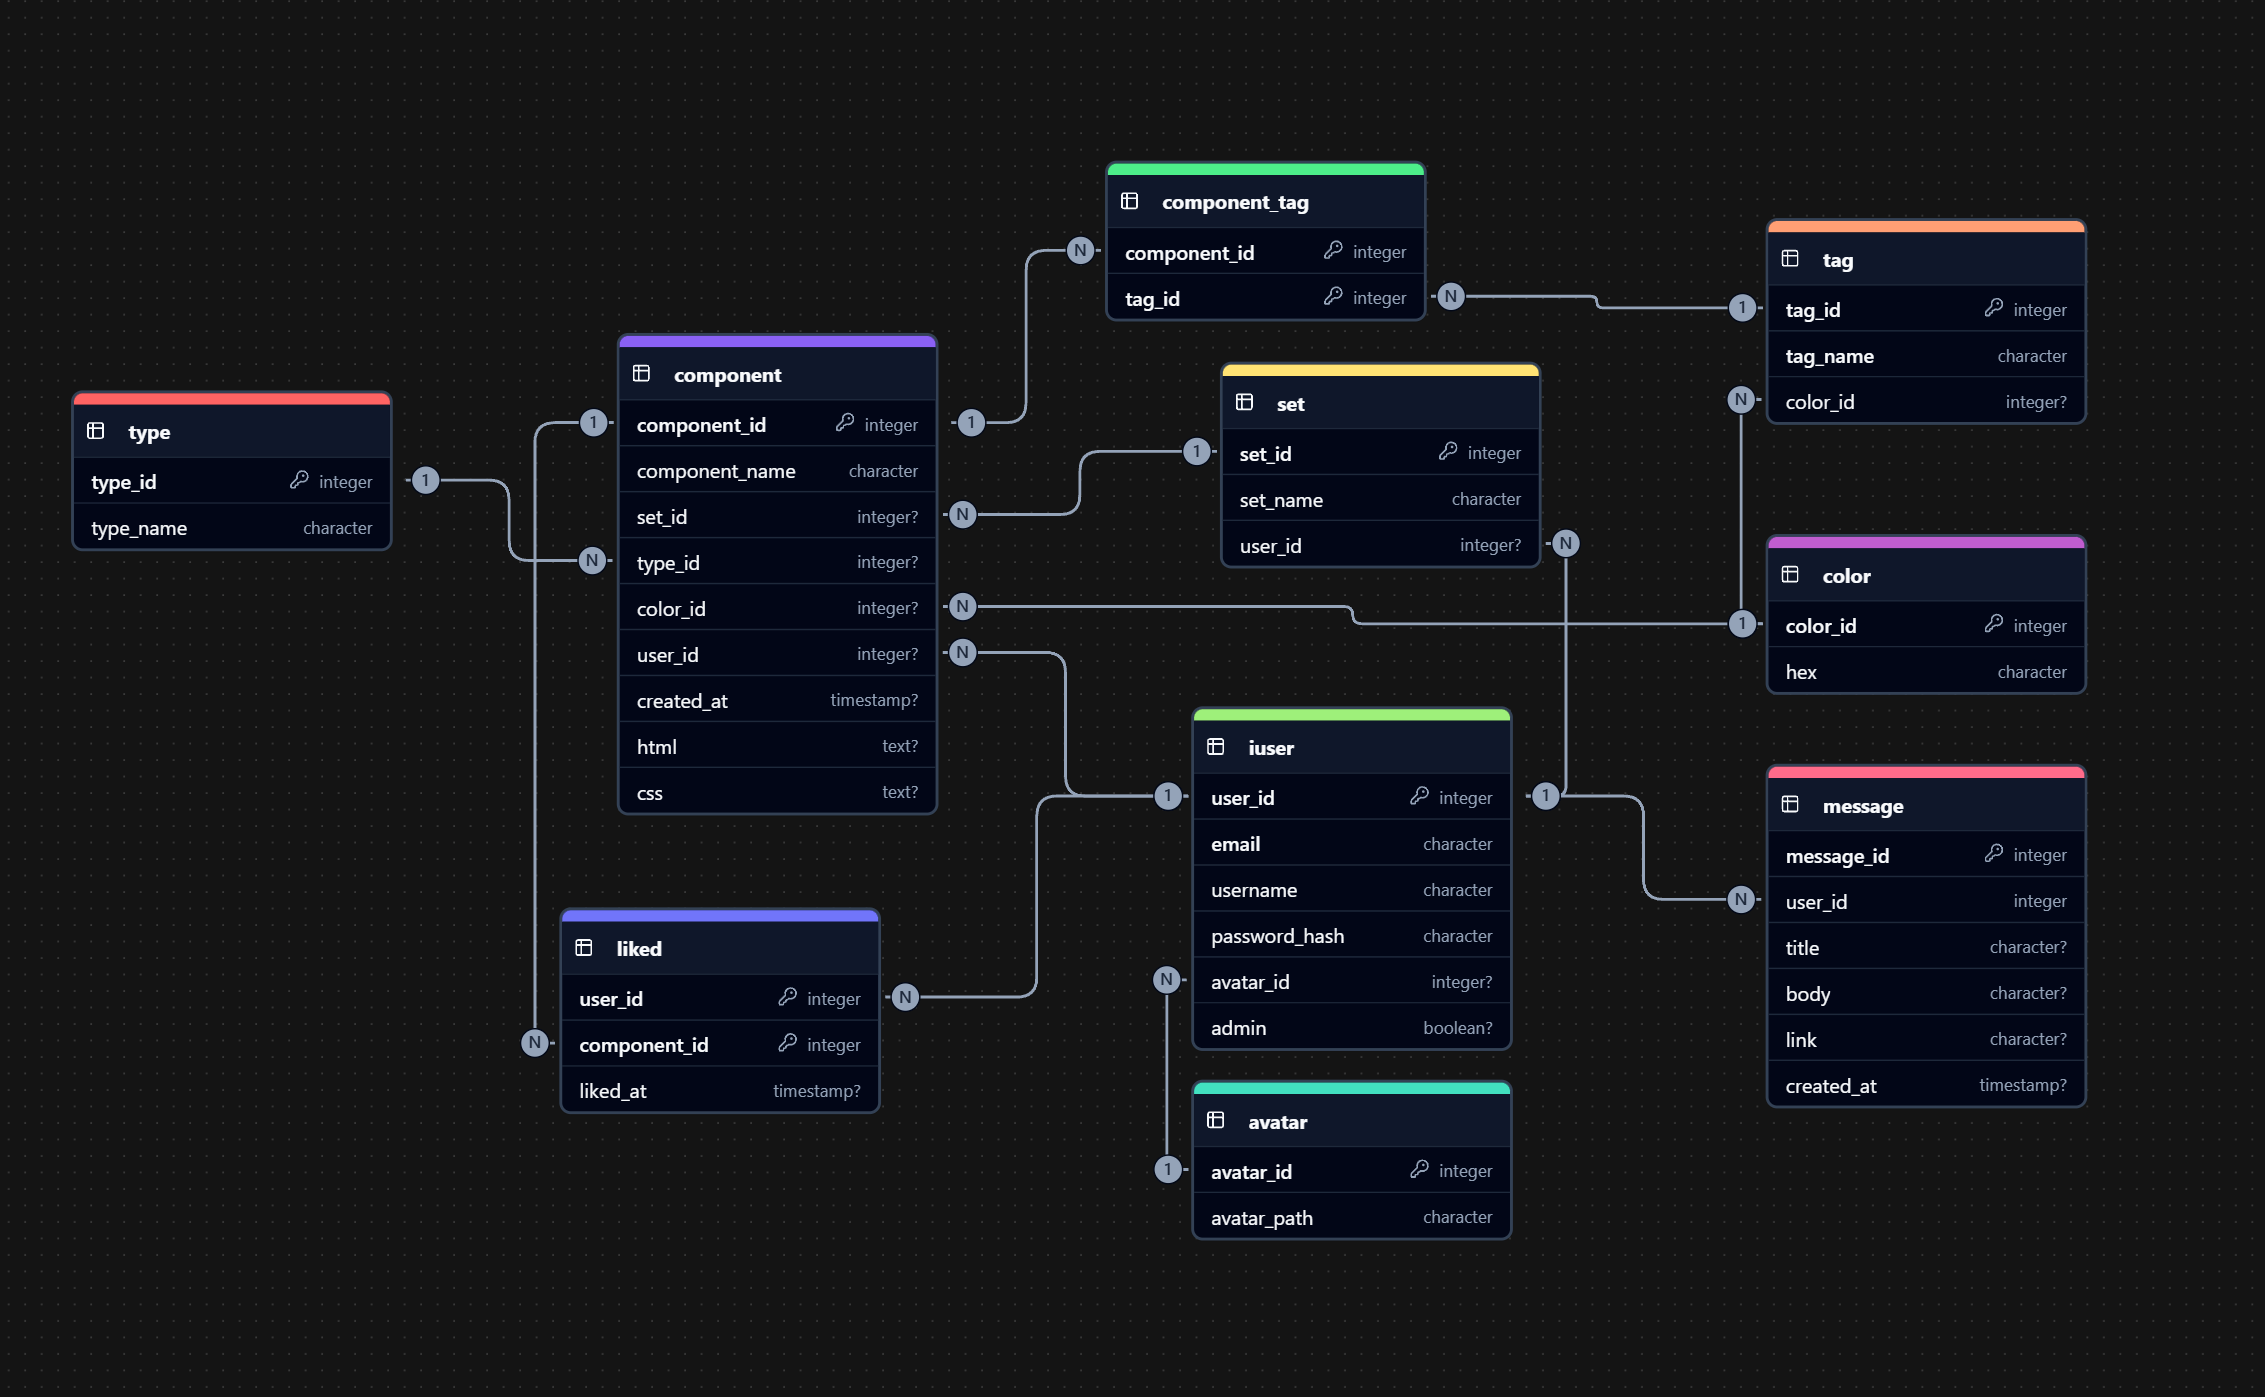 type
type_id integer
type_name character
1
N
component
component_id integer
component_name character
set_id integer?
type_id integer?
color_id integer?
user_id integer?
created_at timestamp?
html text?
css text?
1
1
N
N
N
liked
user_id integer
component_id integer
liked_at timestamp?
N
N
component_tag
component_id integer
tag_id integer
N
N
set
set_id integer
set_name character
user_id integer?
1
N
iuser
user_id integer
email character
username character
password_hash character
avatar_id integer?
admin boolean?
1
1
N
avatar
avatar_id integer
avatar_path character
1
tag
tag_id integer
tag_name character
color_id integer?
1
N
color
color_id integer
hex character
1
message
message_id integer
user_id integer
title character?
body character?
link character?
created_at timestamp?
N